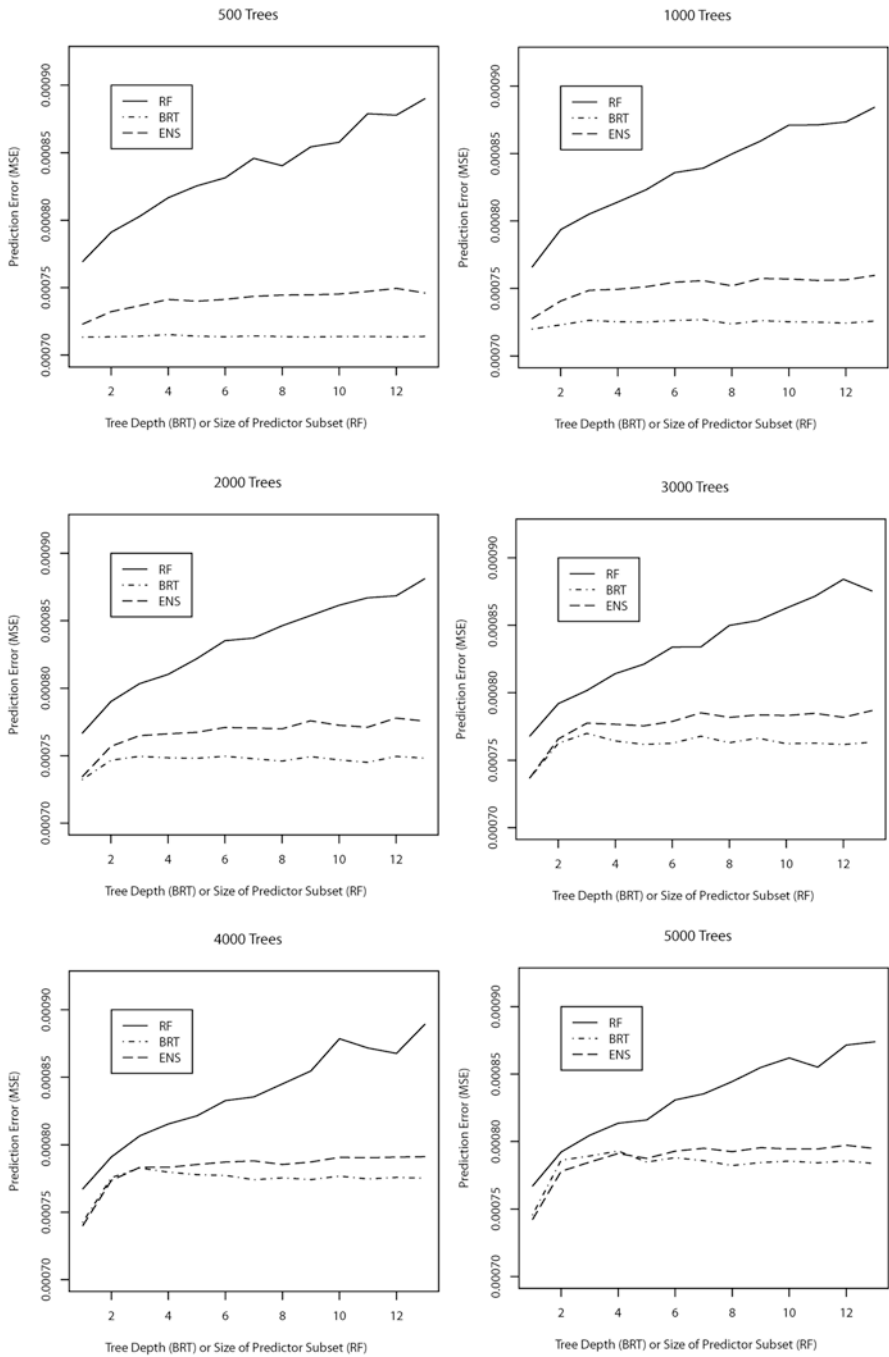 500 Trees
Prediction Error (MSE)
0.00090
0.00085
0.00080
0.00075
0.00070
RF
BRT
ENS
2 4 6 8 10 12
Tree Depth (BRT) or Size of Predictor Subset (RF)
1000 Trees
Prediction Error (MSE)
0.00090
0.00085
0.00080
0.00075
0.00070
RF
BRT
ENS
2 4 6 8 10 12
Tree Depth (BRT) or Size of Predictor Subset (RF)
2000 Trees
Prediction Error (MSE)
0.00090
0.00085
0.00080
0.00075
0.00070
RF
BRT
ENS
2 4 6 8 10 12
Tree Depth (BRT) or Size of Predictor Subset (RF)
3000 Trees
Prediction Error (MSE)
0.00090
0.00085
0.00080
0.00075
0.00070
RF
BRT
ENS
2 4 6 8 10 12
Tree Depth (BRT) or Size of Predictor Subset (RF)
4000 Trees
Prediction Error (MSE)
0.00090
0.00085
0.00080
0.00075
0.00070
RF
BRT
ENS
2 4 6 8 10 12
Tree Depth (BRT) or Size of Predictor Subset (RF)
5000 Trees
Prediction Error (MSE)
0.00090
0.00085
0.00080
0.00075
0.00070
RF
BRT
ENS
2 4 6 8 10 12
Tree Depth (BRT) or Size of Predictor Subset (RF)